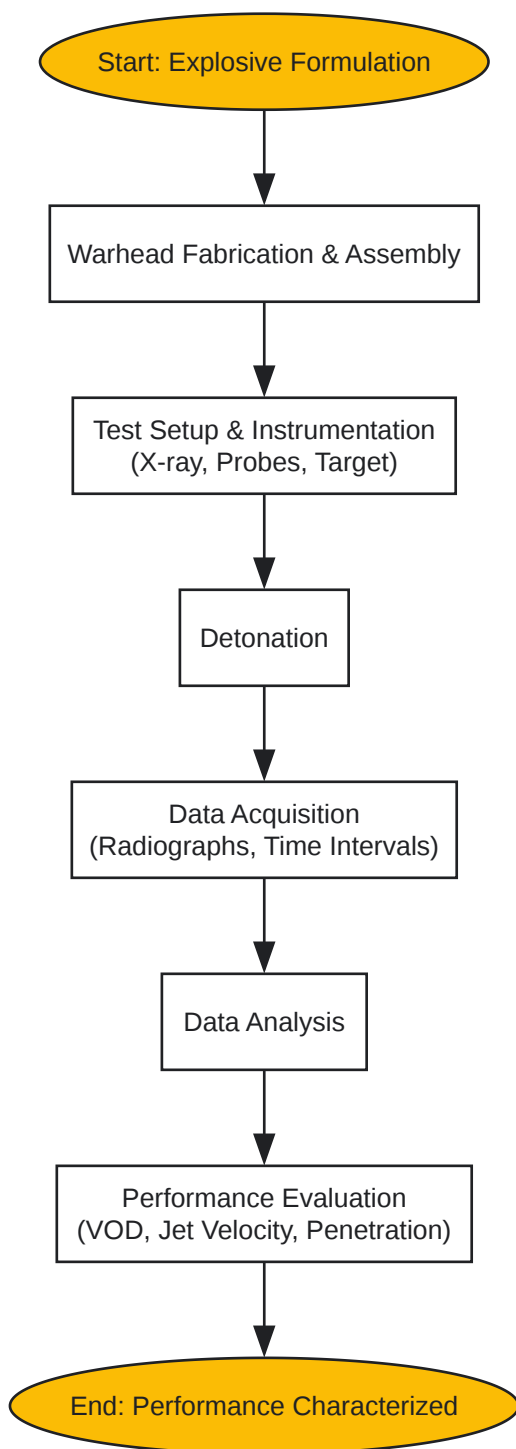 Start: Explosive Formulation
Warhead Fabrication & Assembly
Test Setup & Instrumentation
(X-ray, Probes, Target)
Detonation
Data Acquisition
(Radiographs, Time Intervals)
Data Analysis
Performance Evaluation
(VOD, Jet Velocity, Penetration)
End: Performance Characterized